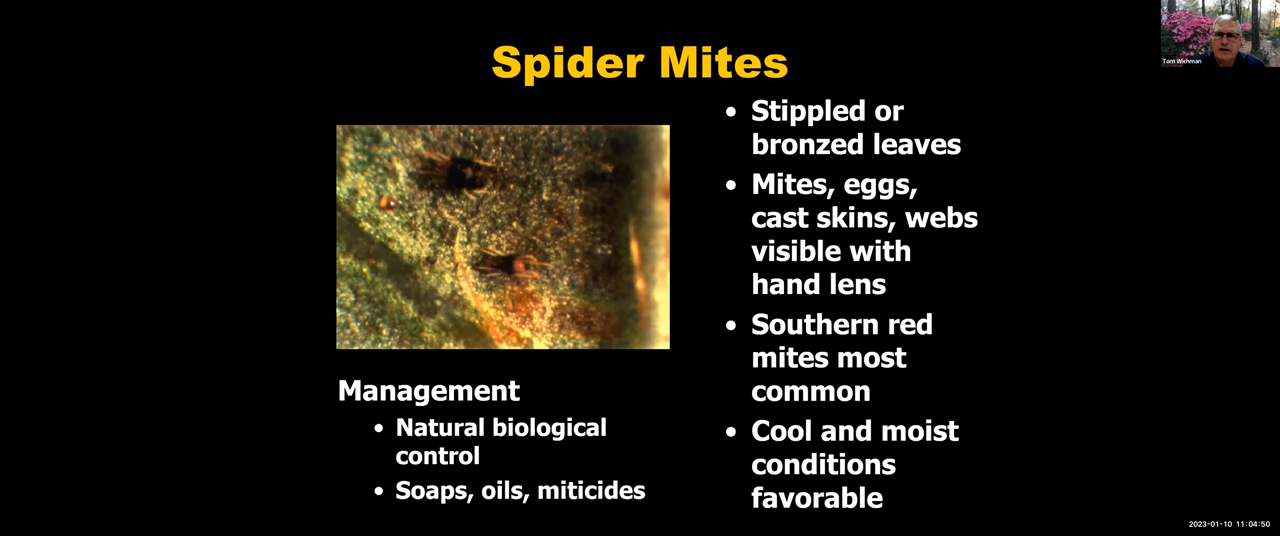 Spider Mites
Tom Wichman
Management
• Natural biological
control
• Soaps, oils, miticides
• Stippled or
bronzed leaves
• Mites, eggs,
cast skins, webs
visible with
hand lens
• Southern red
mites most
common
• Cool and moist
conditions
favorable
2023-01-10 11:04:50